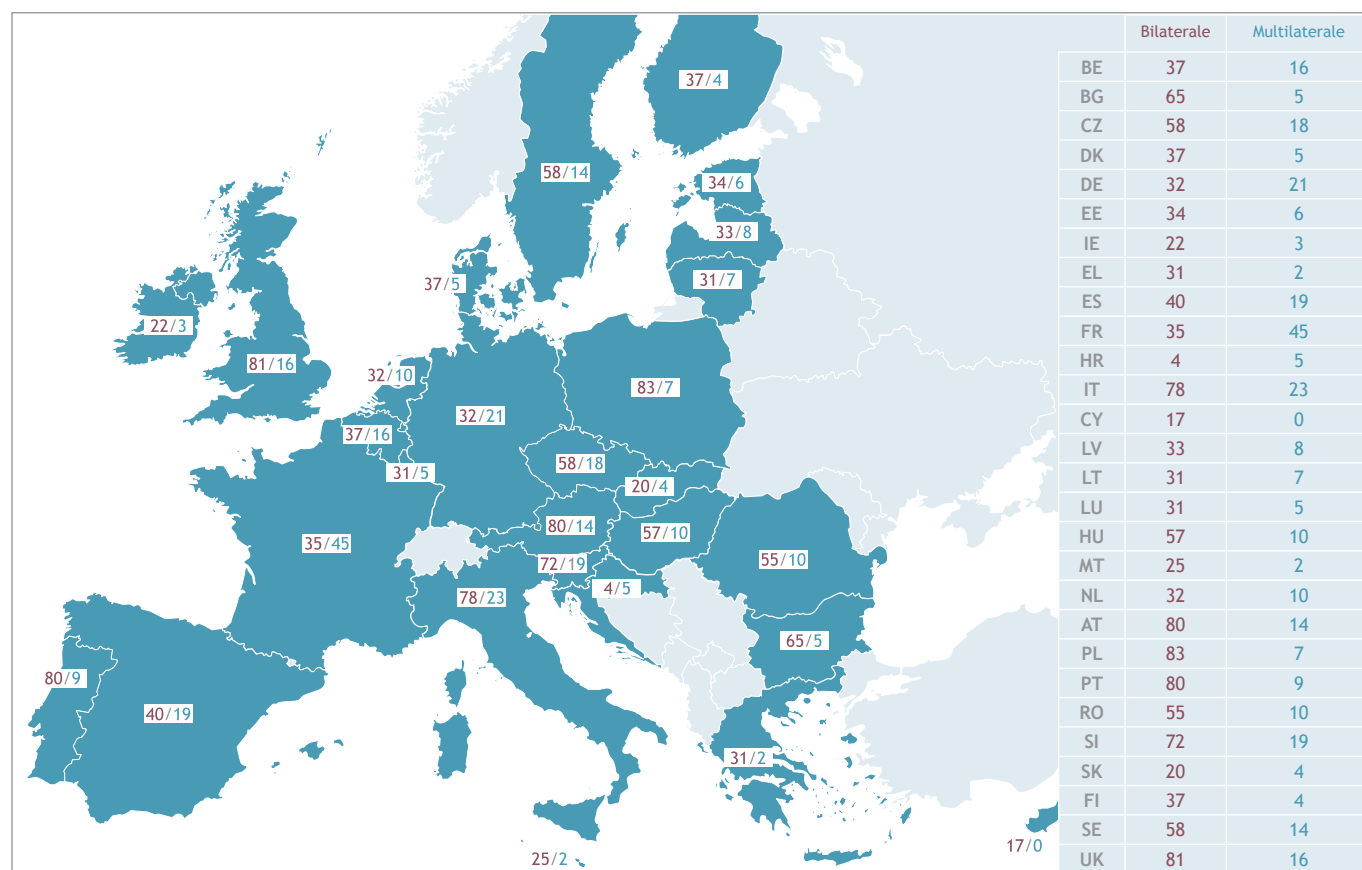 37/4
58/14
34/6
33/8
37/5
31/7
22/3
81/16
32/10
83/7
32/21
37/16
58/18
31/5
20/4
80/14
57/10
35/45
72/19
55/10
4/5
78/23
65/5
80/9
40/19
31/2
17/0
25/2
Bilaterale Multilaterale
BE 37 16
BG 65 5
CZ 58 18
DK 37 5
DE 32 21
EE 34 6
IE 22 3
EL 31 2
ES 40 19
FR 35 45
HR 4 5
IT 78 23
CY 17 0
LV 33 8
LT 31 7
LU 31 5
HU 57 10
MT 25 2
NL 32 10
AT 80 14
PL 83 7
PT 80 9
RO 55 10
SI 72 19
SK 20 4
FI 37 4
SE 58 14
UK 81 16